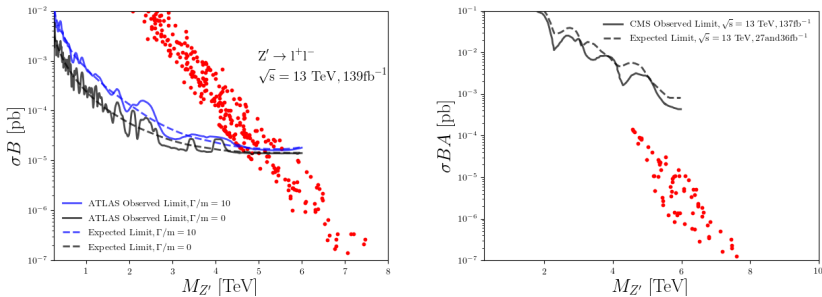 10⁻² 10⁻³ 10⁻⁴ 10⁻⁵ 10⁻⁶ 10⁻⁷
σB [pb]
Z′ → l⁺l⁻
√s = 13 TeV, 139fb⁻¹
ATLAS Observed Limit,Γ/m = 10
ATLAS Observed Limit,Γ/m = 0
Expected Limit,Γ/m = 10
Expected Limit,Γ/m = 0
1 2 3 4 5 6 7 8
M_Z′ [TeV]
10⁻¹ 10⁻² 10⁻³ 10⁻⁴ 10⁻⁵ 10⁻⁶ 10⁻⁷
σBA [pb]
CMS Observed Limit, √s = 13 TeV, 137fb⁻¹
Expected Limit, √s = 13 TeV, 27and36fb⁻¹
2 4 6 8 10
M_Z′ [TeV]